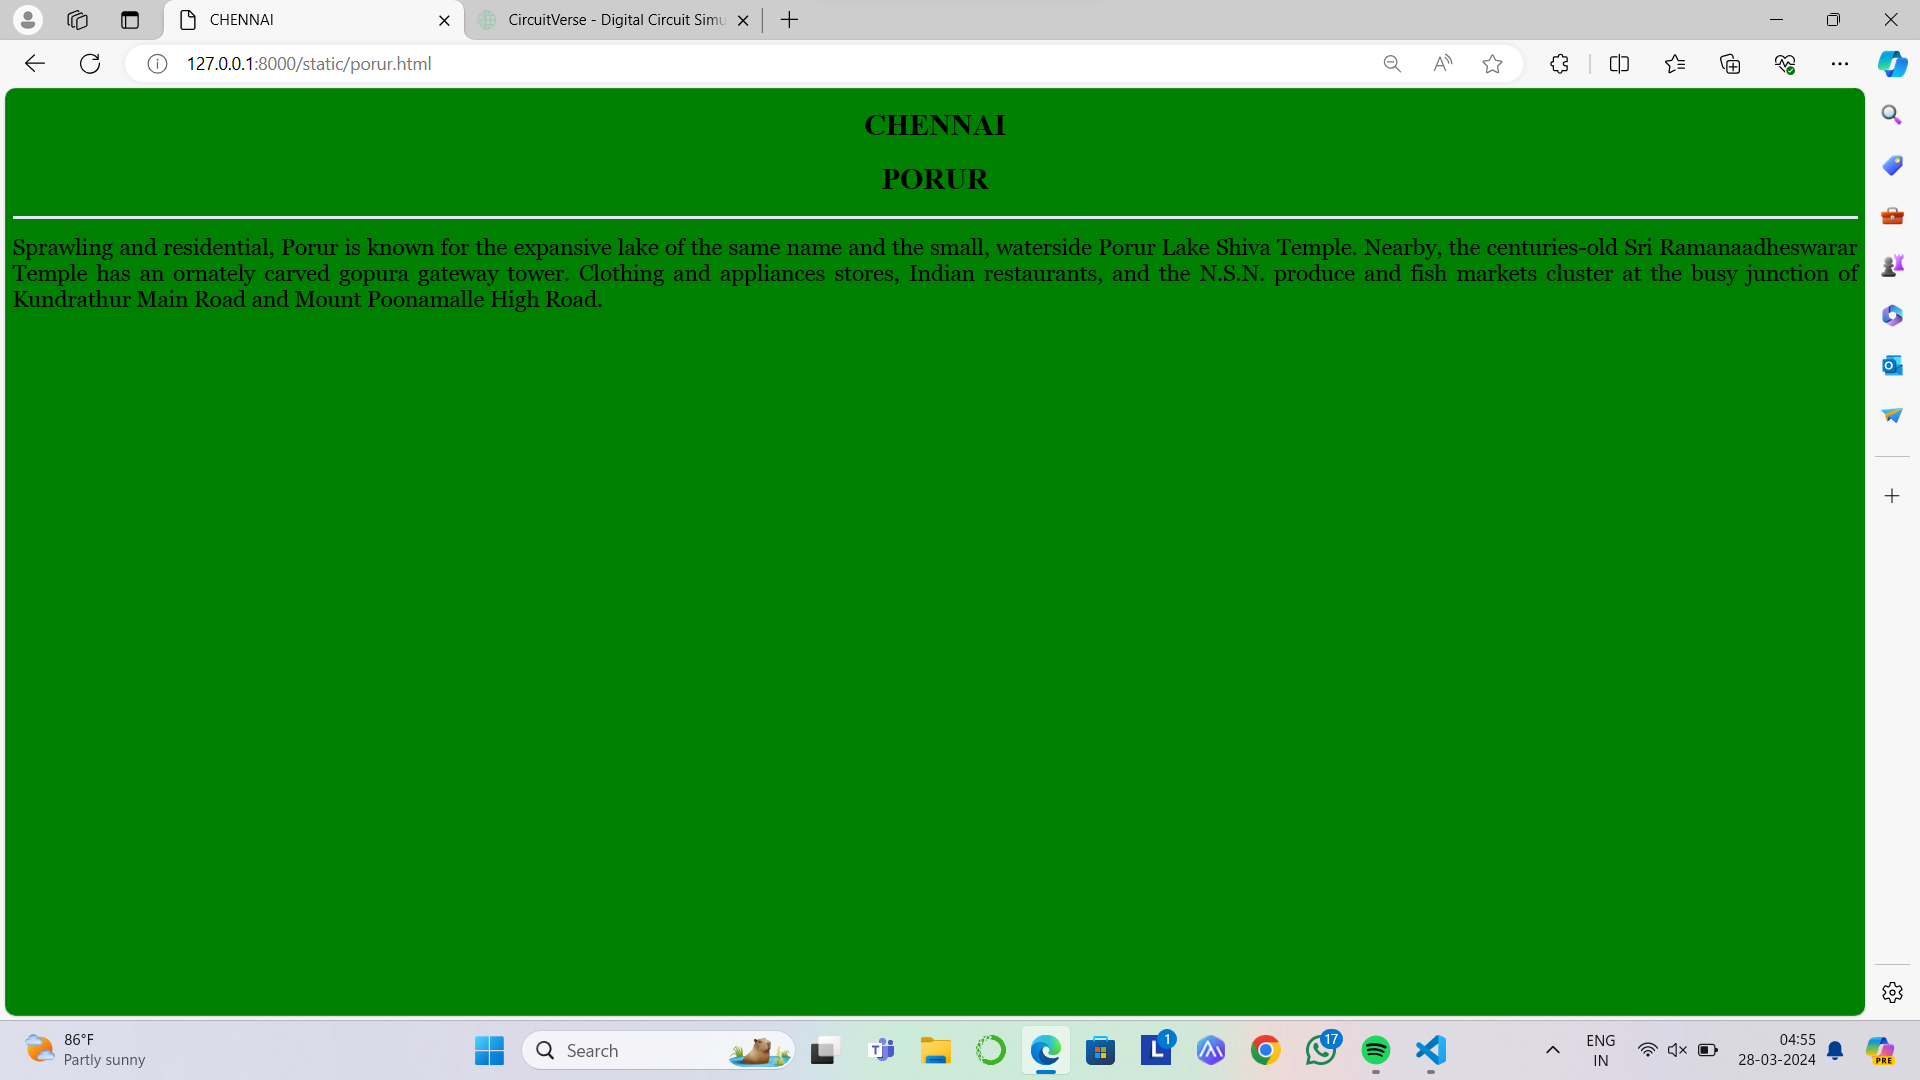 CHENNAI
CircuitVerse - Digital Circuit Simu
127.0.0.1:8000/static/porur.html
CHENNAI
PORUR
Sprawling and residential, Porur is known for the expansive lake of the same name and the small, waterside Porur Lake Shiva Temple. Nearby, the centuries-old Sri Ramanaadheswarar
Temple has an ornately carved gopura gateway tower. Clothing and appliances stores, Indian restaurants, and the N.S.N. produce and fish markets cluster at the busy junction of
Kundrathur Main Road and Mount Poonamalle High Road.
86°F
Partly sunny
Search
1
17
ENG
IN
04:55
28-03-2024
PRE